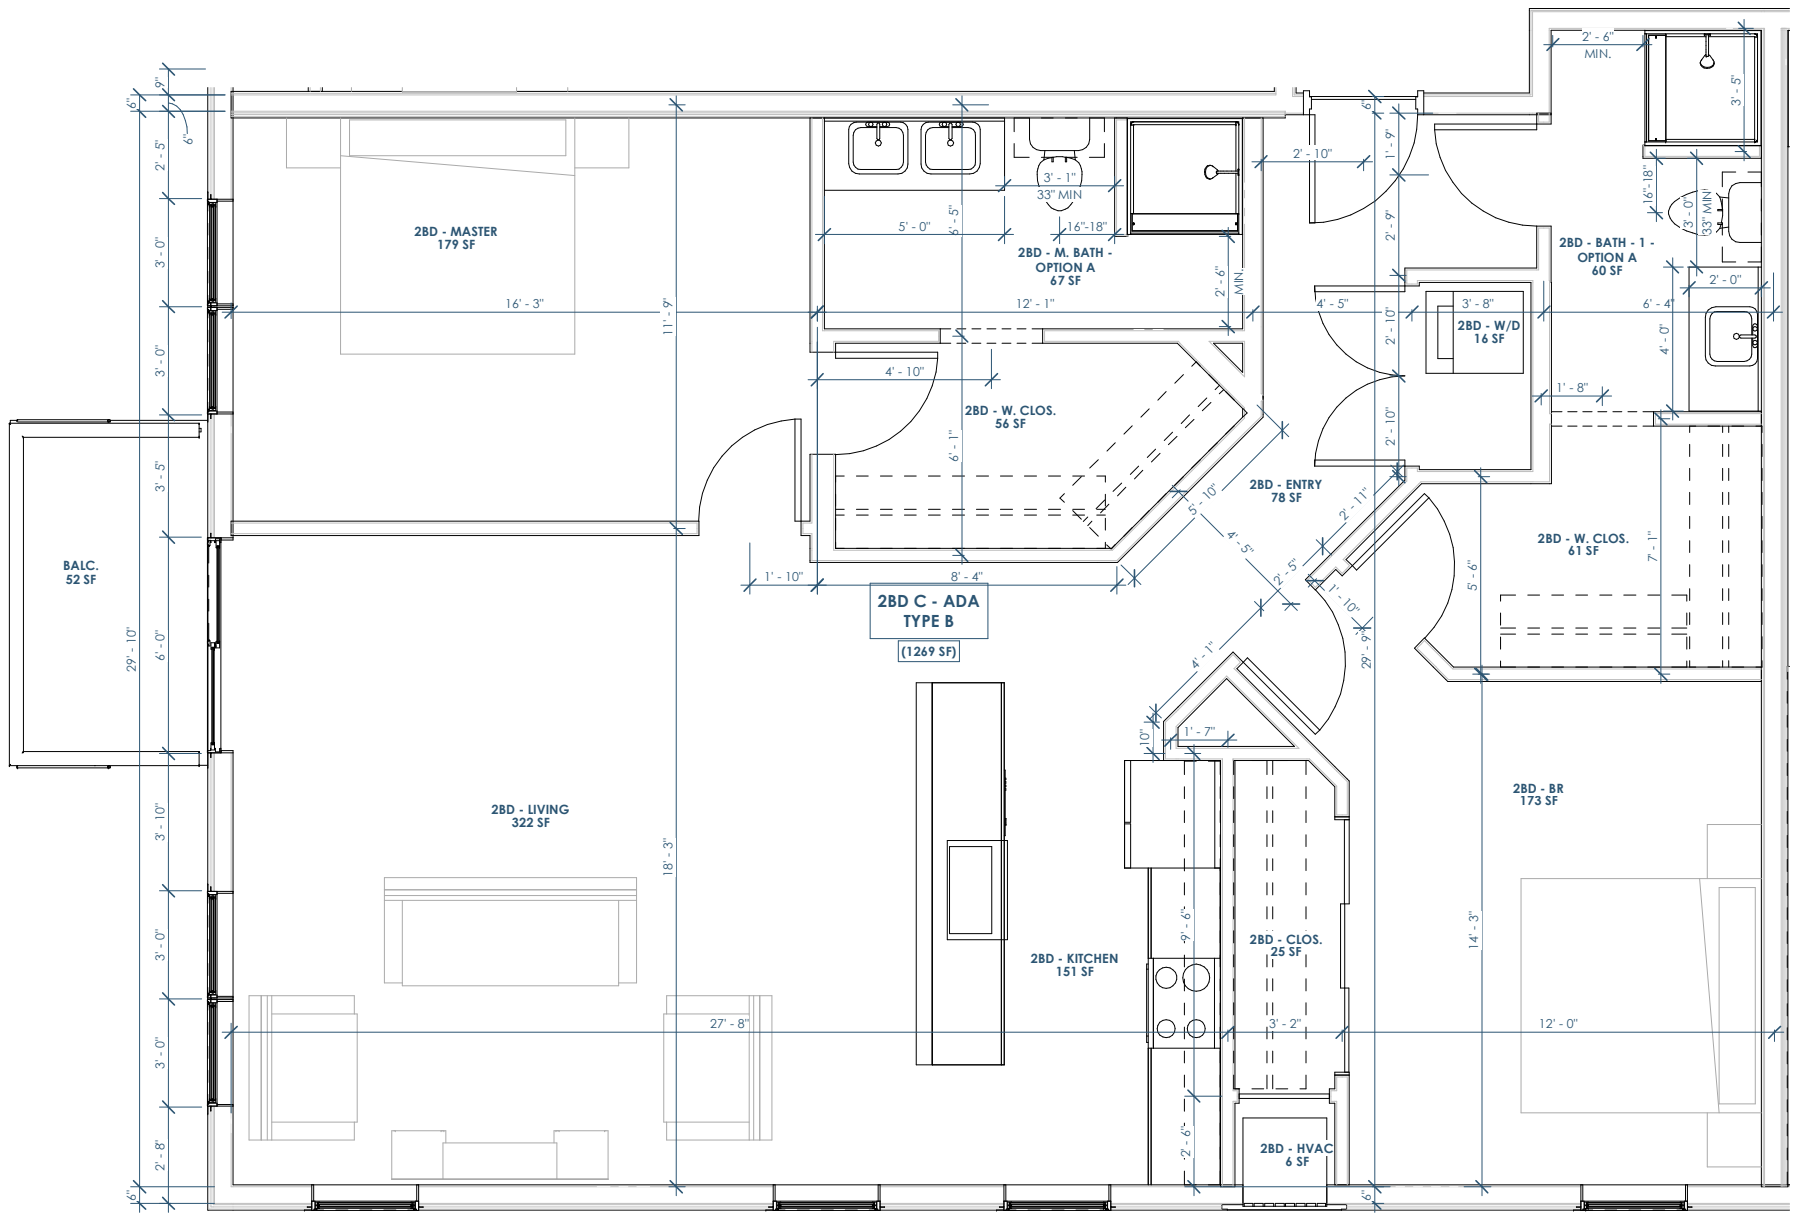 9"
6"
6"
2' - 5"
3' - 0"
3' - 0"
3' - 5"
6' - 0"
29' - 10"
3' - 10"
3' - 0"
3' - 0"
2' - 8"
6"
BALC.
52 SF
2BD - MASTER
179 SF
16' - 3"
11' - 9"
5' - 0"
6' - 5"
3' - 1"
33" MIN
16"-18"
2BD - M. BATH -
OPTION A
67 SF
2' - 6"
MIN.
12' - 1"
4' - 10"
2BD - W. CLOS.
56 SF
6' - 1"
2' - 10"
6"
1' - 9"
2' - 9"
4' - 5"
2' - 10"
2' - 10"
3' - 8"
2BD - W/D
16 SF
2' - 6"
MIN.
3' - 5"
16"-18"
3' - 0"
33" MIN
2BD - BATH - 1 -
OPTION A
60 SF
2' - 0"
6' - 4"
4' - 0"
1' - 8"
2BD - ENTRY
78 SF
5' - 10"
2' - 11"
4' - 5"
2' - 5"
1' - 10"
29' - 9"
2BD - W. CLOS.
61 SF
5' - 6"
7' - 1"
1' - 10"
8' - 4"
2BD C - ADA
TYPE B
(1269 SF)
4' - 1"
10"
1' - 7"
2BD - LIVING
322 SF
18' - 3"
2BD - BR
173 SF
2BD - KITCHEN
151 SF
9' - 6"
2BD - CLOS.
25 SF
14' - 3"
27' - 8"
3' - 2"
12' - 0"
2' - 6"
2BD - HVAC
6 SF
6"